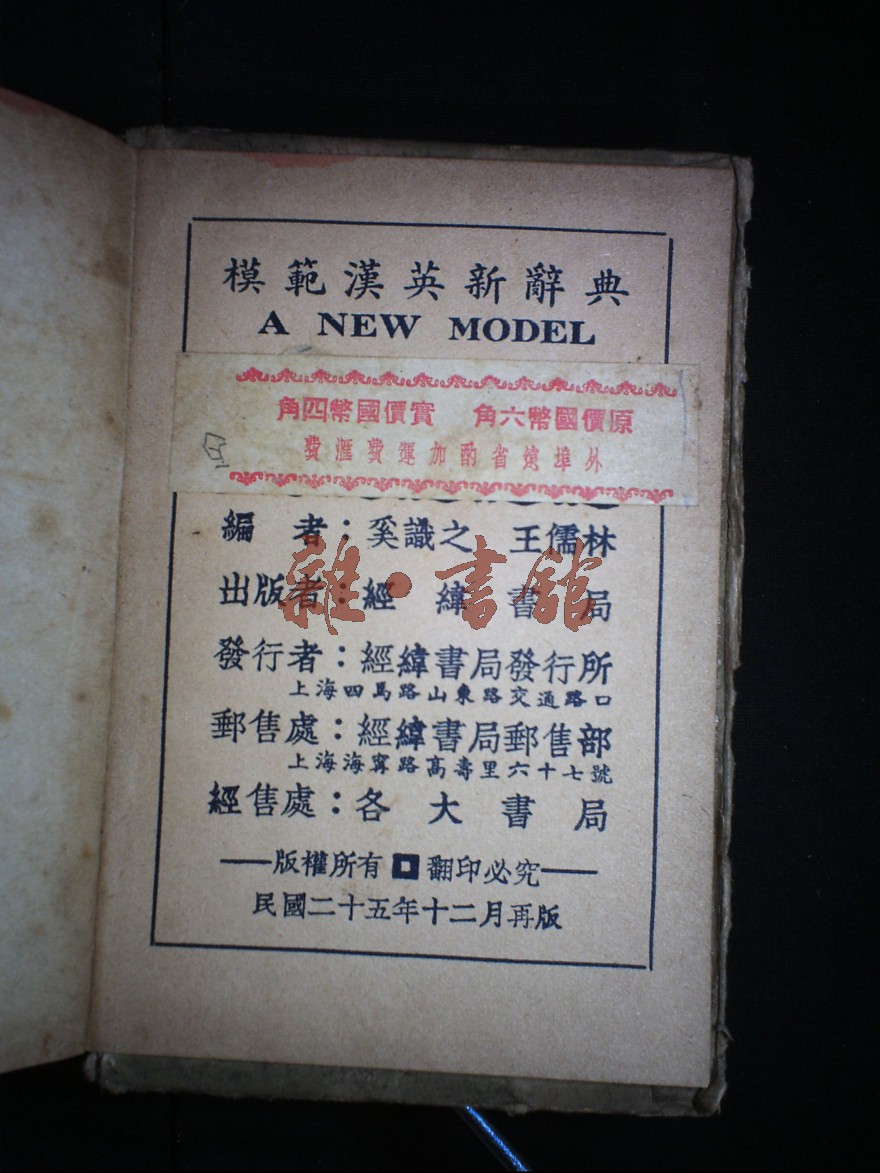 模範漢英新辭典
A NEW MODEL
原價國幣六角 實價國幣四角
外埠遠省酌加運費滙費
編者：奚識之 王儒林
雜·書館
出版者：經緯書局
發行者：經緯書局發行所
上海四馬路山東路交通路口
郵售處：經緯書局郵售部
上海海寧路高壽里六十七號
經售處：各大書局
版權所有 翻印必究
民國二十五年十二月再版